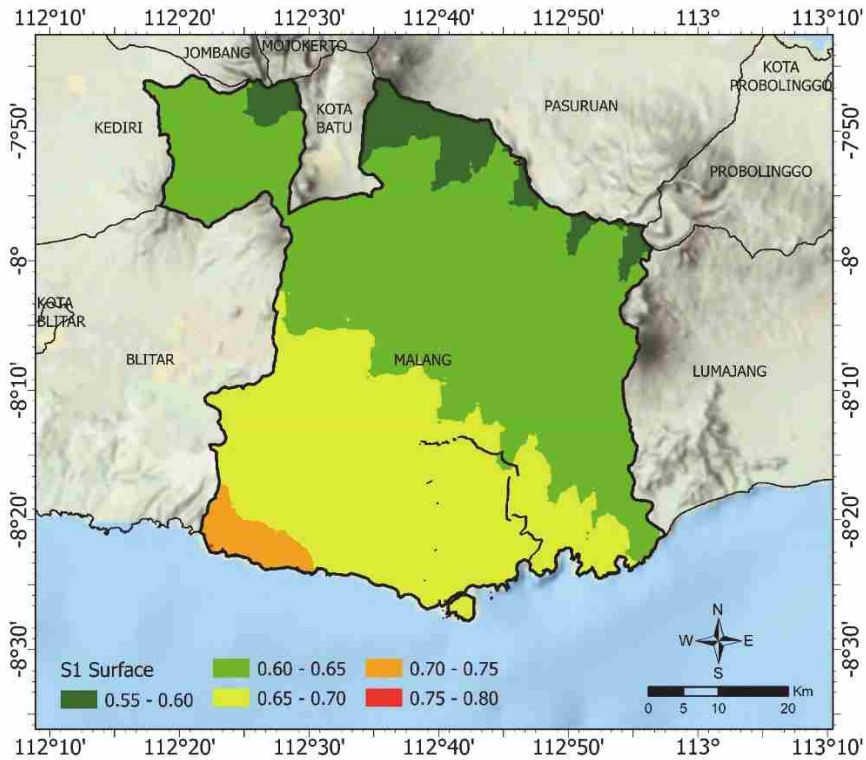 112°10' 112°20' 112°30' 112°40' 112°50' 113° 113°10'
JOMBANG
MOJOKERTO
KOTA
PROBOLINGGO
KEDIRI
KOTA
BATU
PASURUAN
-7°50'
-7°50'
PROBOLINGGO
-8°
-8°
KOTA
BLITAR
BLITAR
MALANG
LUMAJANG
-8°10'
-8°10'
-8°20'
-8°20'
-8°30'
-8°30'
N
W E
S
S1 Surface
0.55 - 0.60
0.60 - 0.65
0.65 - 0.70
0.70 - 0.75
0.75 - 0.80
Km
0 5 10 20
112°10' 112°20' 112°30' 112°40' 112°50' 113° 113°10'